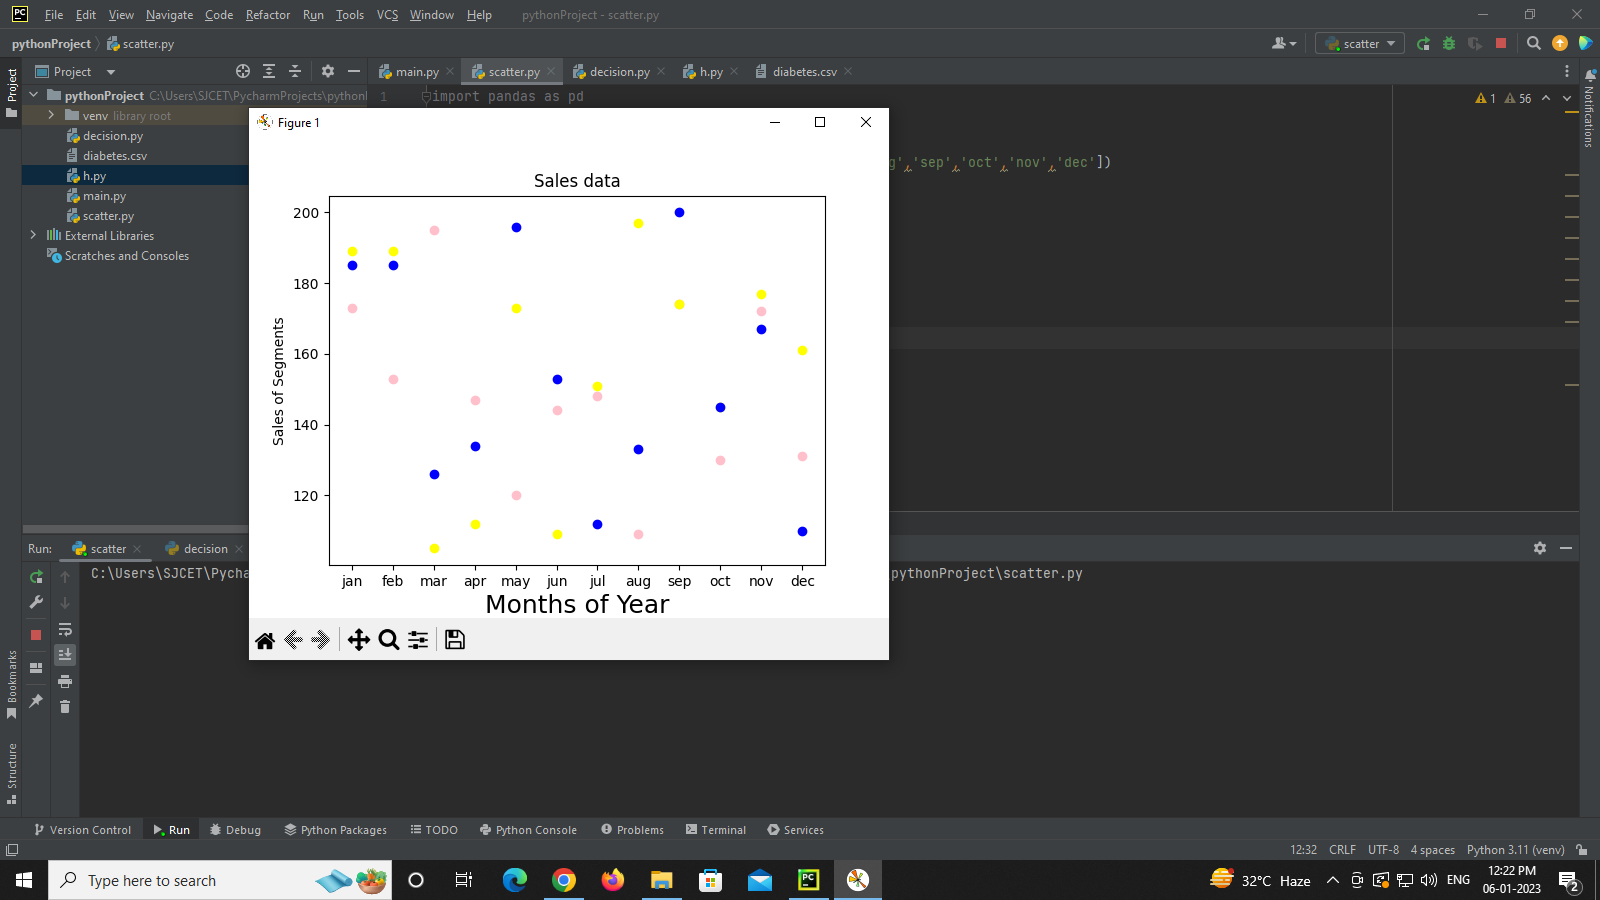 PC File Edit View Navigate Code Refactor Run Tools VCS Window Help pythonProject - scatter.py
pythonProject scatter.py scatter
Project main.py scatter.py decision.py h.py diabetes.csv
Project
pythonProject C:\Users\SJCET\PycharmProjects\pythonl
1 import pandas as pd
1 56
Notifications
venv library root
decision.py
diabetes.csv
h.py
main.py
scatter.py
External Libraries
Scratches and Consoles
g','sep','oct','nov','dec'])
Figure 1
Sales data
200
180
160
140
120
Sales of Segments
jan feb mar apr may jun jul aug sep oct nov dec
Months of Year
Run: scatter decision
C:\Users\SJCET\Pycha
pythonProject\scatter.py
Bookmarks
Structure
Version Control Run Debug Python Packages TODO Python Console Problems Terminal Services
12:32 CRLF UTF-8 4 spaces Python 3.11 (venv)
Type here to search
PC
32°C Haze ENG 12:22 PM
06-01-2023
2